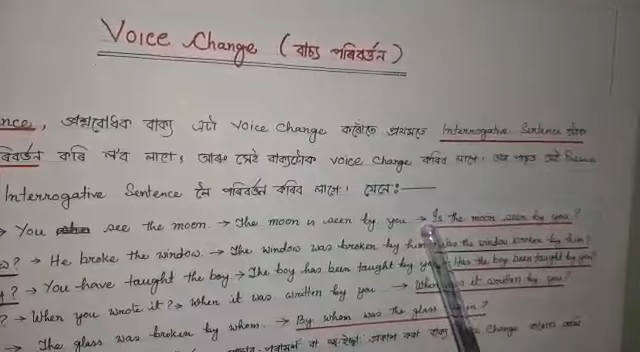 Voice Change (বাচ্য পৰিবৰ্তন)
ence, প্ৰশ্নবোধক বাক্য এটা Voice Change কৰোঁতে প্ৰথমতে Interrogative Sentence
পৰিবৰ্তন কৰি ল'ব লাগে; আৰু সেই বাক্যটোক voice change কৰিব লাগে।
Interrogative Sentence লৈ পৰিবৰ্তন কৰিব লাগে। যেনে:—
You see the moon → The moon is seen by you → Is the moon seen by you?
? → He broke the window. → The window was broken by him → Was the window broken by him?
? → You have taught the boy → The boy has been taught by you → Has the boy been taught by you?
? → When you wrote it? → when it was written by you → When was it written by you?
→ The glass was broken by whom. → By whom was the glass
Change